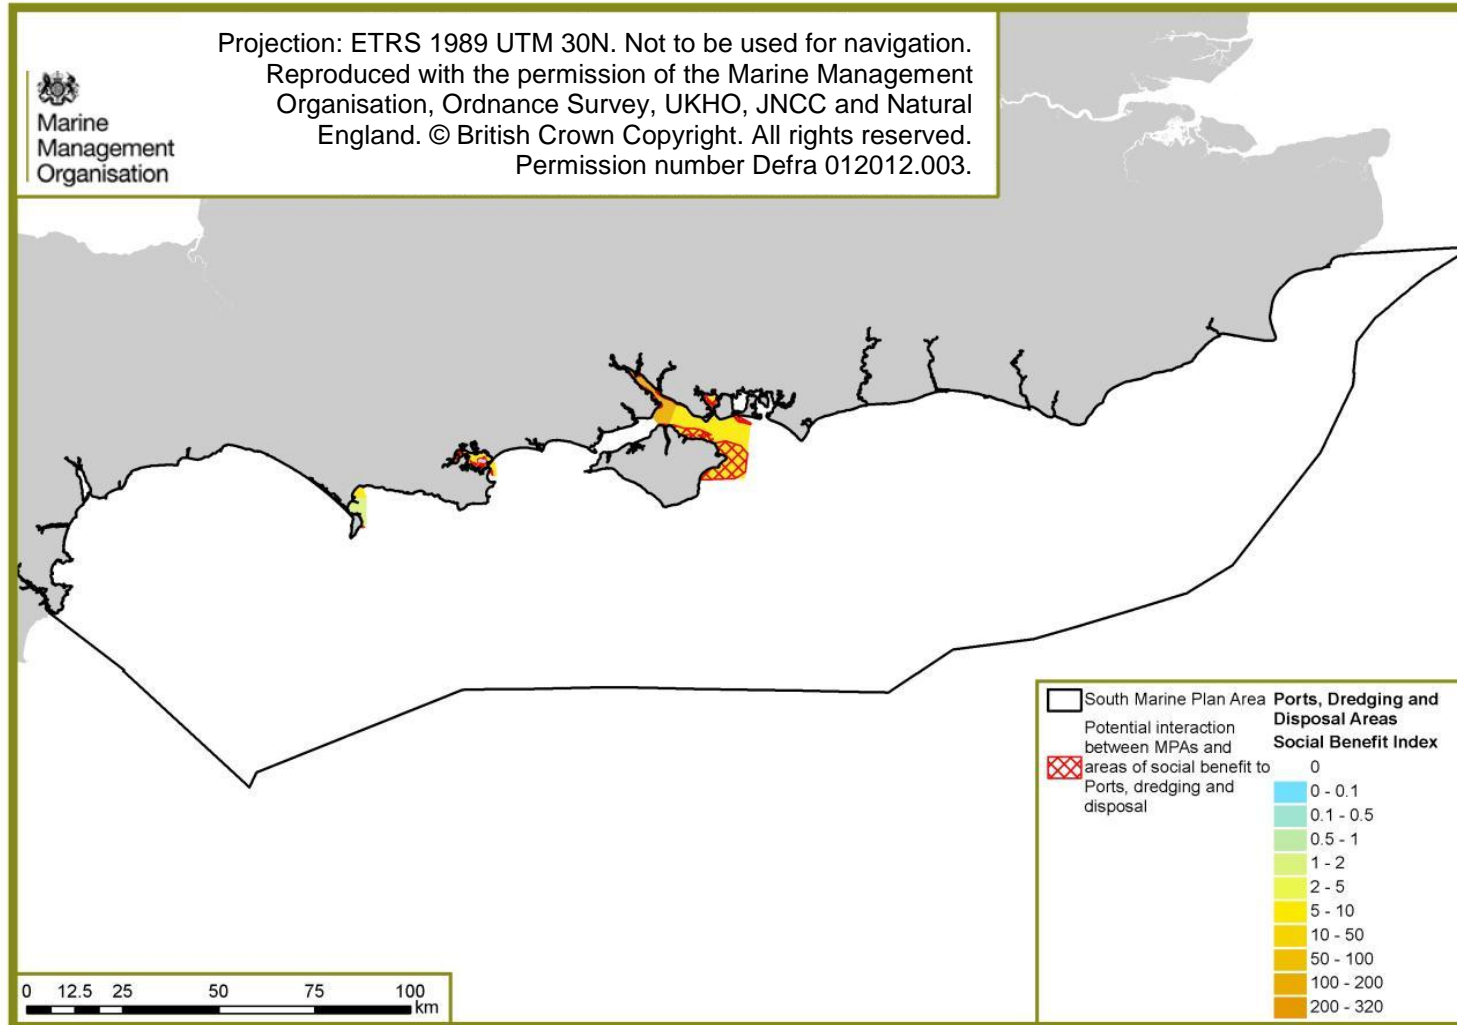 Projection: ETRS 1989 UTM 30N. Not to be used for navigation.
Reproduced with the permission of the Marine Management
Organisation, Ordnance Survey, UKHO, JNCC and Natural
England. © British Crown Copyright. All rights reserved.
Permission number Defra 012012.003.
Marine
Management
Organisation
South Marine Plan Area
Potential interaction
between MPAs and
areas of social benefit to
Ports, dredging and
disposal
Ports, Dredging and
Disposal Areas
Social Benefit Index
0
0 - 0.1
0.1 - 0.5
0.5 - 1
1 - 2
2 - 5
5 - 10
10 - 50
50 - 100
100 - 200
200 - 320
0 12.5 25 50 75 100
km